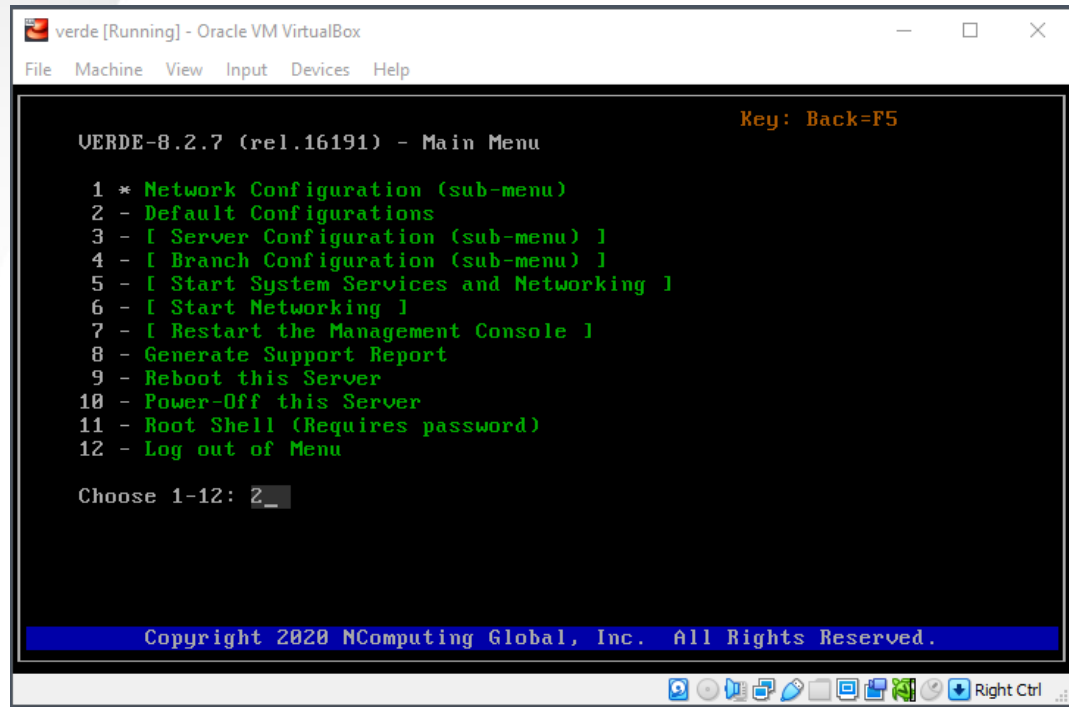 verde [Running] - Oracle VM VirtualBox
File Machine View Input Devices Help
Key: Back=F5
VERDE-8.2.7 (rel.16191) - Main Menu
1 * Network Configuration (sub-menu)
2 - Default Configurations
3 - [ Server Configuration (sub-menu) ]
4 - [ Branch Configuration (sub-menu) ]
5 - [ Start System Services and Networking ]
6 - [ Start Networking ]
7 - [ Restart the Management Console ]
8 - Generate Support Report
9 - Reboot this Server
10 - Power-Off this Server
11 - Root Shell (Requires password)
12 - Log out of Menu
Choose 1-12: 2_
Copyright 2020 NComputing Global, Inc. All Rights Reserved.
Right Ctrl